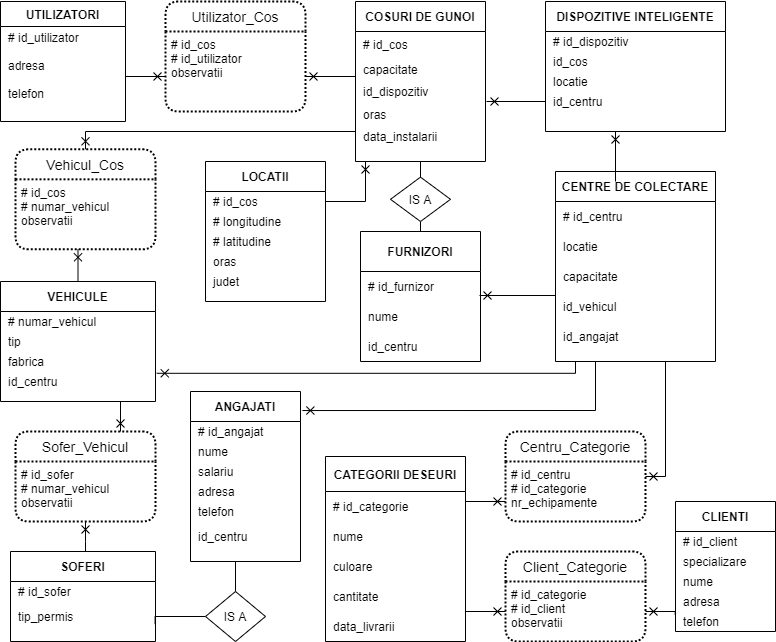 UTILIZATORI
# id_utilizator
adresa
telefon
Utilizator_Cos
# id_cos
# id_utilizator
observatii
COSURI DE GUNOI
# id_cos
capacitate
id_dispozitiv
oras
data_instalarii
DISPOZITIVE INTELIGENTE
# id_dispozitiv
id_cos
locatie
id_centru
Vehicul_Cos
# id_cos
# numar_vehicul
observatii
LOCATII
# id_cos
# longitudine
# latitudine
oras
judet
IS A
FURNIZORI
# id_furnizor
nume
id_centru
CENTRE DE COLECTARE
# id_centru
locatie
capacitate
id_vehicul
id_angajat
VEHICULE
# numar_vehicul
tip
fabrica
id_centru
ANGAJATI
# id_angajat
nume
salariu
adresa
telefon
id_centru
Sofer_Vehicul
# id_sofer
# numar_vehicul
observatii
CATEGORII DESEURI
# id_categorie
nume
culoare
cantitate
data_livrarii
Centru_Categorie
# id_centru
# id_categorie
nr_echipamente
CLIENTI
# id_client
specializare
nume
adresa
telefon
SOFERI
# id_sofer
tip_permis
IS A
Client_Categorie
# id_categorie
# id_client
observatii